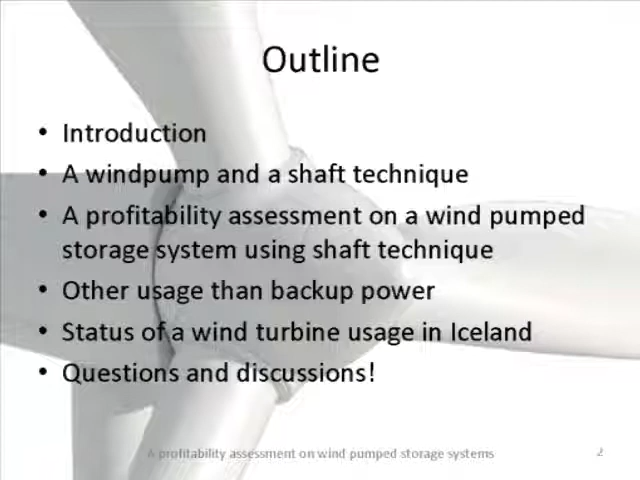 Outline
• Introduction
• A windpump and a shaft technique
• A profitability assessment on a wind pumped
storage system using shaft technique
• Other usage than backup power
• Status of a wind turbine usage in Iceland
• Questions and discussions!
A profitability assessment on wind pumped storage systems
2